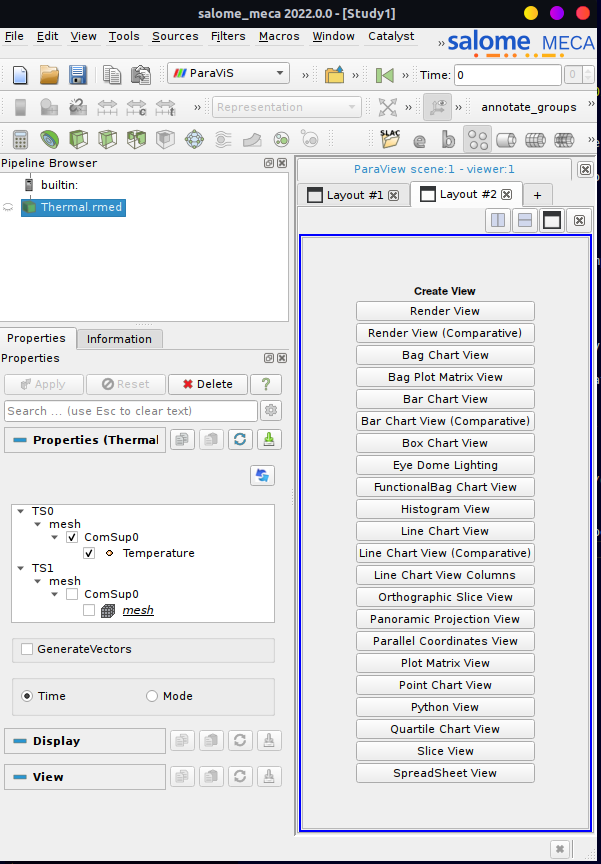 salome_meca 2022.0.0 - [Study1]
File Edit View Tools Sources Filters Macros Window Catalyst » salome MECA
ParaViS » » » Time: 0 0
» Representation » » annotate_groups »
SLAC e b »
Pipeline Browser
builtin:
Thermal.rmed
Properties Information
Properties
Apply Reset Delete ?
Search ... (use Esc to clear text)
Properties (Thermal
TS0
mesh
ComSup0
Temperature
TS1
mesh
ComSup0
mesh
GenerateVectors
Time Mode
Display
View
ParaView scene:1 - viewer:1
Layout #1 Layout #2 +
Create View
Render View
Render View (Comparative)
Bag Chart View
Bag Plot Matrix View
Bar Chart View
Bar Chart View (Comparative)
Box Chart View
Eye Dome Lighting
FunctionalBag Chart View
Histogram View
Line Chart View
Line Chart View (Comparative)
Line Chart View Columns
Orthographic Slice View
Panoramic Projection View
Parallel Coordinates View
Plot Matrix View
Point Chart View
Python View
Quartile Chart View
Slice View
SpreadSheet View